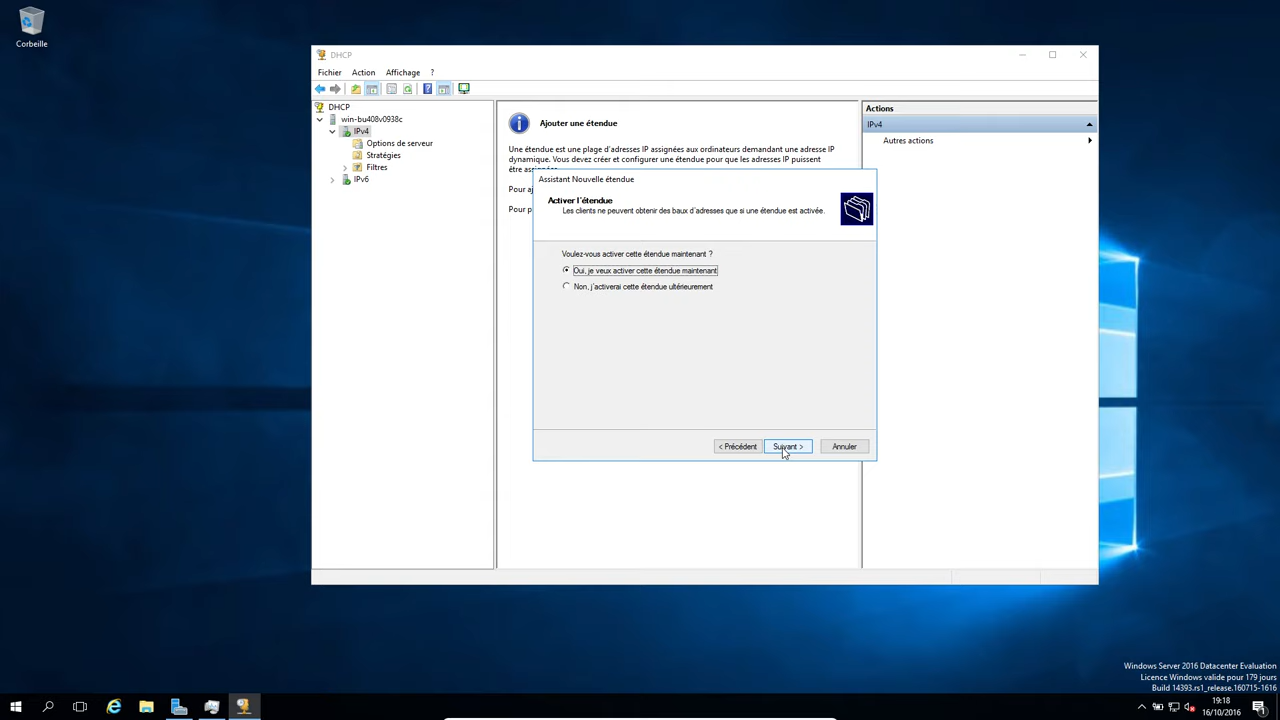 Corbeille
DHCP
Fichier Action Affichage ?
DHCP
win-bu408v0938c
IPv4
Options de serveur
Stratégies
Filtres
IPv6
Ajouter une étendue
Une étendue est une plage d'adresses IP assignées aux ordinateurs demandant une adresse IP
dynamique. Vous devez créer et configurer une étendue pour que les adresses IP puissent
être
Pour
Pour
Actions
IPv4
Autres actions
Assistant Nouvelle étendue
Activer l'étendue
Les clients ne peuvent obtenir des baux d'adresses que si une étendue est activée.
Voulez-vous activer cette étendue maintenant ?
Oui, je veux activer cette étendue maintenant
Non, j'activerai cette étendue ultérieurement
< Précédent Suivant > Annuler
Windows Server 2016 Datacenter Evaluation
Licence Windows valide pour 179 jours
Build 14393.rs1_release.160715-1616
19:18
16/10/2016
1